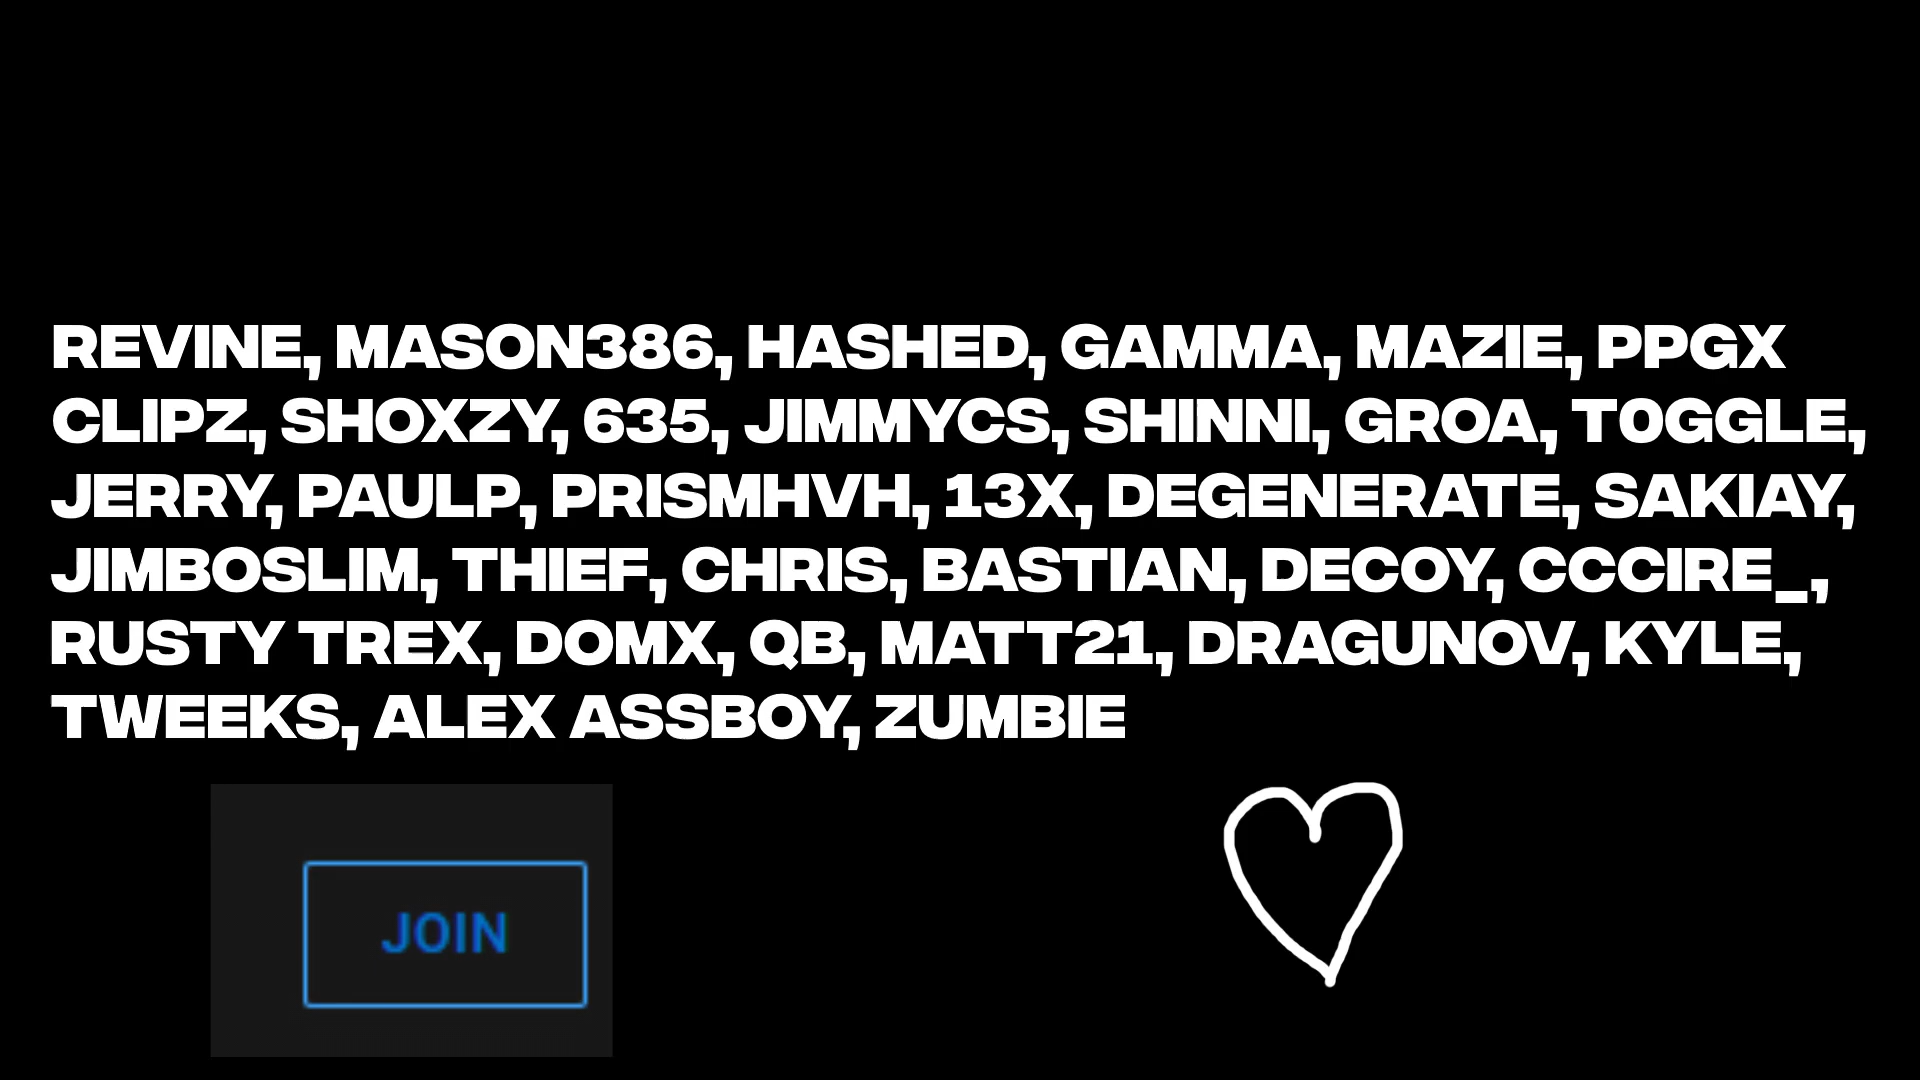 REVINE, MASON386, HASHED, GAMMA, MAZIE, PPGX
CLIPZ, SHOXZY, 635, JIMMYCS, SHINNI, GROA, T0GGLE,
JERRY, PAULP, PRISMHVH, 13X, DEGENERATE, SAKIAY,
JIMBOSLIM, THIEF, CHRIS, BASTIAN, DECOY, CCCIRE_,
RUSTY TREX, DOMX, QB, MATT21, DRAGUNOV, KYLE,
TWEEKS, ALEX ASSBOY, ZUMBIE
JOIN